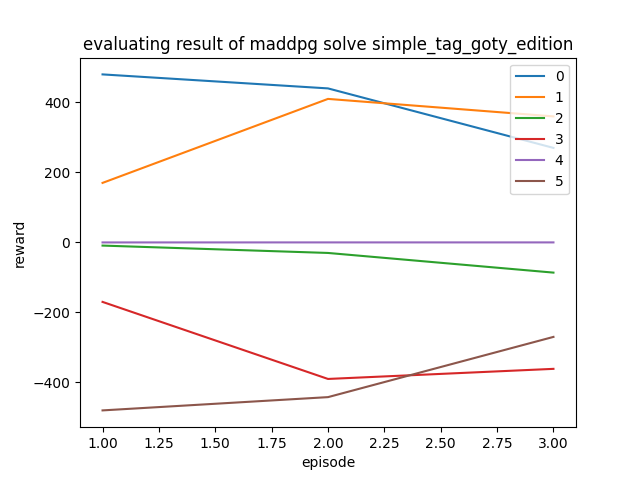 evaluating result of maddpg solve simple_tag_goty_edition
0
1
2
3
4
5
400
200
0
−200
−400
reward
1.00 1.25 1.50 1.75 2.00 2.25 2.50 2.75 3.00
episode